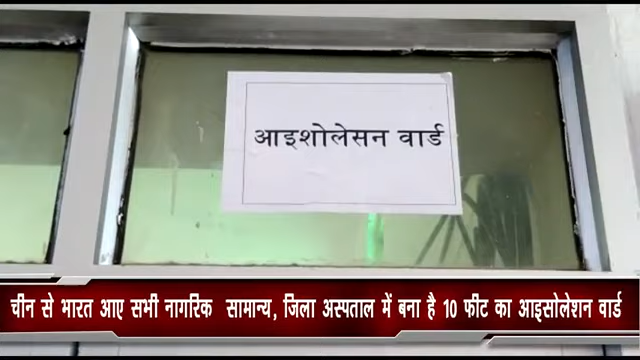 आइशोलेसन वार्ड
चीन से भारत आए सभी नागरिक सामान्य, जिला अस्पताल में बना है 10 फीट का आइसोलेशन वार्ड